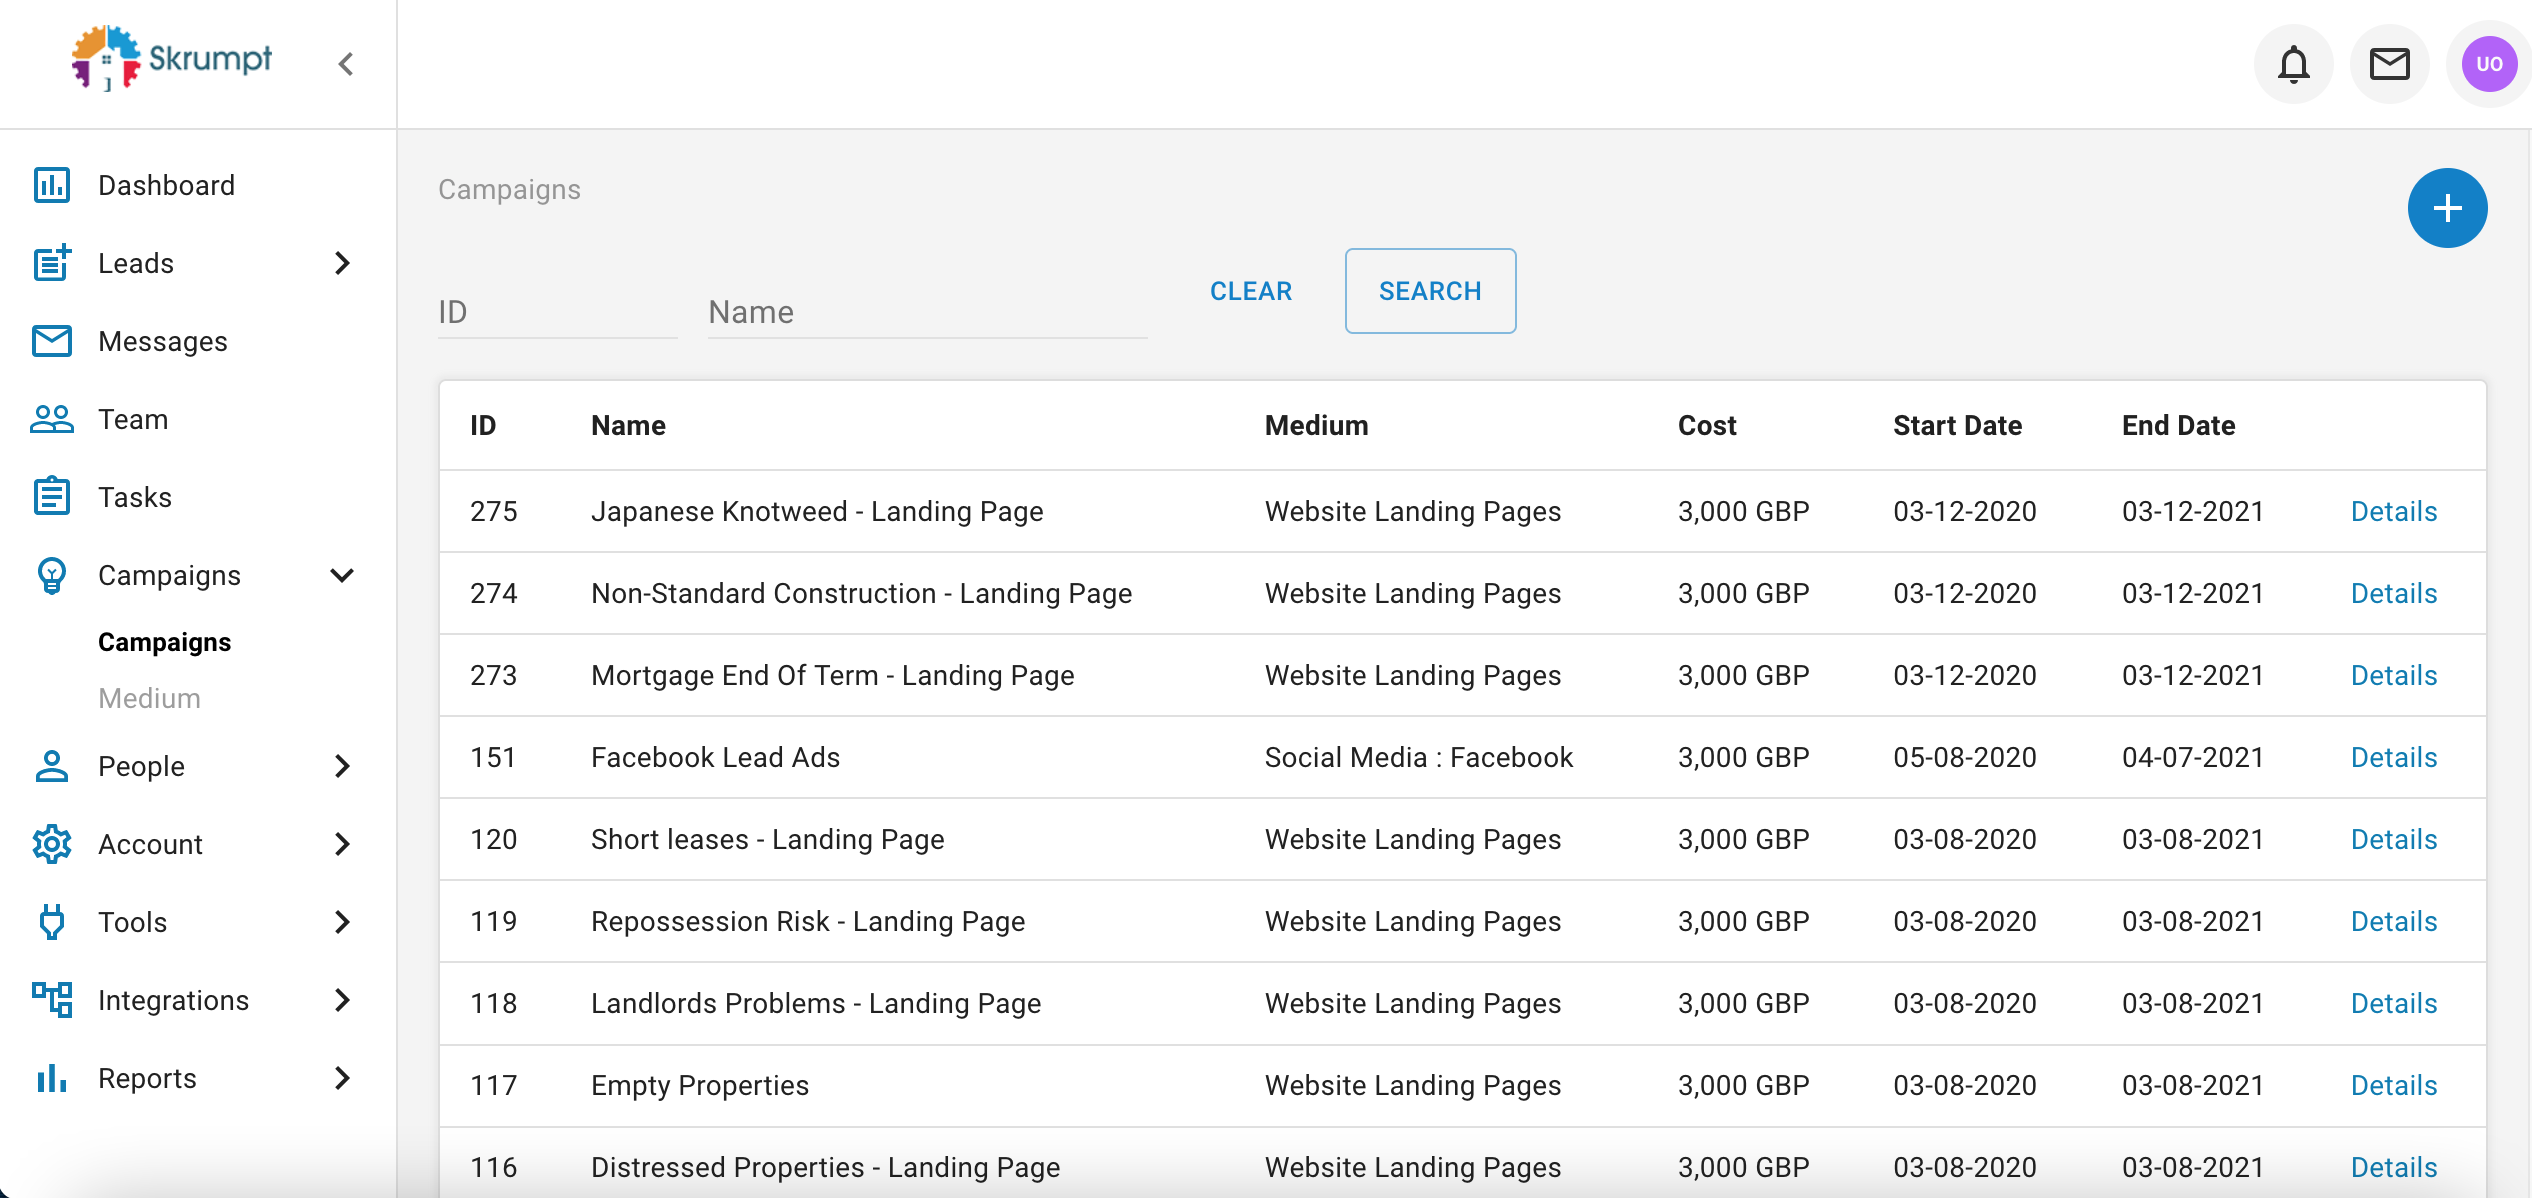 Skrumpt
UO
Dashboard
Leads
Messages
Team
Tasks
Campaigns
Campaigns
Medium
People
Account
Tools
Integrations
Reports
Campaigns
ID Name CLEAR SEARCH
ID Name Medium Cost Start Date End Date
275 Japanese Knotweed - Landing Page Website Landing Pages 3,000 GBP 03-12-2020 03-12-2021 Details
274 Non-Standard Construction - Landing Page Website Landing Pages 3,000 GBP 03-12-2020 03-12-2021 Details
273 Mortgage End Of Term - Landing Page Website Landing Pages 3,000 GBP 03-12-2020 03-12-2021 Details
151 Facebook Lead Ads Social Media : Facebook 3,000 GBP 05-08-2020 04-07-2021 Details
120 Short leases - Landing Page Website Landing Pages 3,000 GBP 03-08-2020 03-08-2021 Details
119 Repossession Risk - Landing Page Website Landing Pages 3,000 GBP 03-08-2020 03-08-2021 Details
118 Landlords Problems - Landing Page Website Landing Pages 3,000 GBP 03-08-2020 03-08-2021 Details
117 Empty Properties Website Landing Pages 3,000 GBP 03-08-2020 03-08-2021 Details
116 Distressed Properties - Landing Page Website Landing Pages 3,000 GBP 03-08-2020 03-08-2021 Details